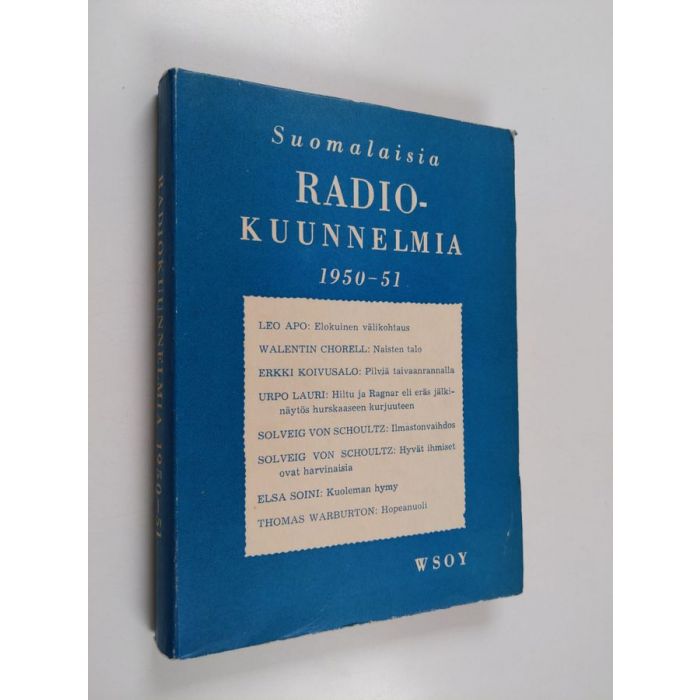 Suomalaisia
RADIO-
KUUNNELMIA
1950-51
LEO APO: Elokuinen välikohtaus
WALENTIN CHORELL: Naisten talo
ERKKI KOIVUSALO: Pilviä taivaanrannalla
URPO LAURI: Hiltu ja Ragnar eli eräs jälki-
näytös hurskaaseen kurjuuteen
SOLVEIG VON SCHOULTZ: Ilmastonvaihdos
SOLVEIG VON SCHOULTZ: Hyvät ihmiset
ovat harvinaisia
ELSA SOINI: Kuoleman hymy
THOMAS WARBURTON: Hopeanuoli
WSOY
RADIOKUUNNELMIA 1950-51